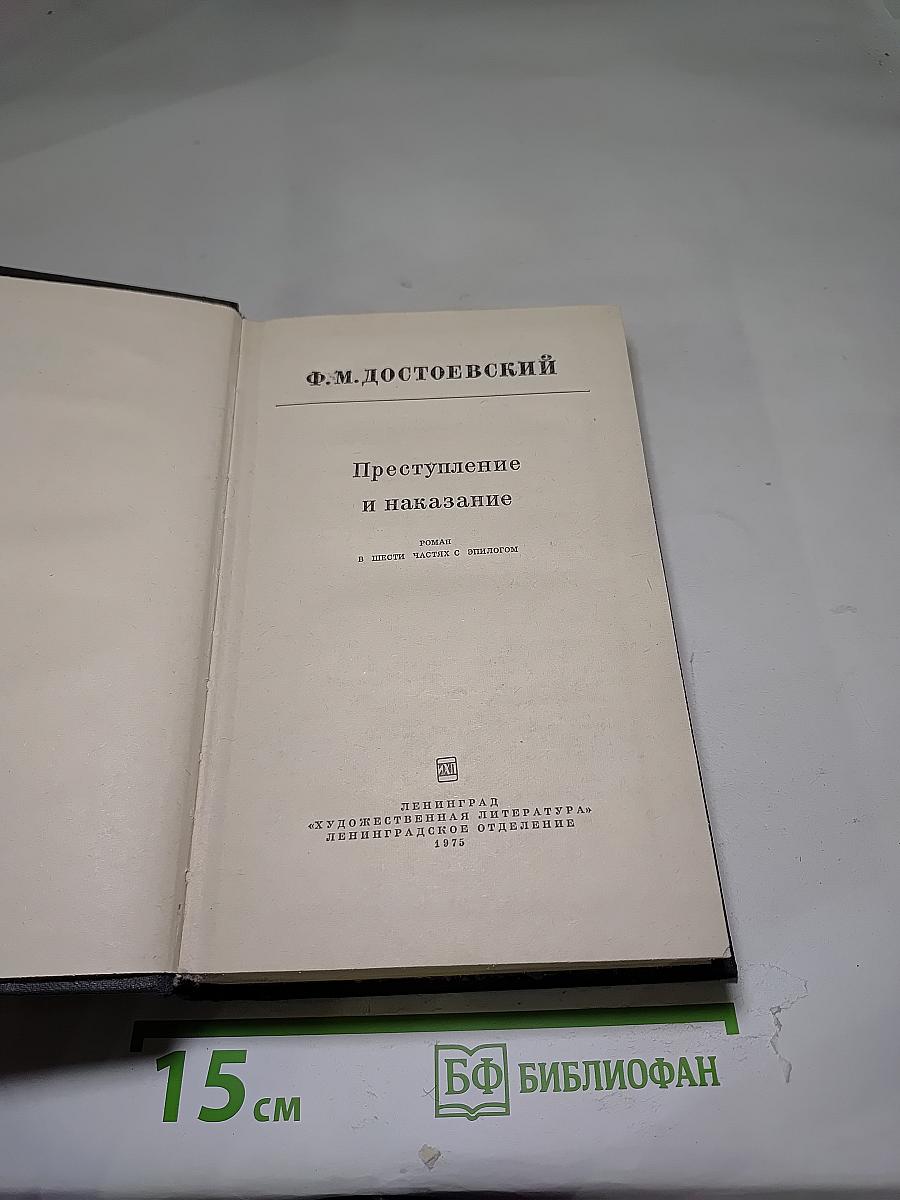 Ф.М.ДОСТОЕВСКИЙ
Преступление
и наказание
РОМАН
В ШЕСТИ ЧАСТЯХ С ЭПИЛОГОМ
ЛЕНИНГРАД
«ХУДОЖЕСТВЕННАЯ ЛИТЕРАТУРА»
ЛЕНИНГРАДСКОЕ ОТДЕЛЕНИЕ
1975
15 см
БФ БИБЛИОФАН